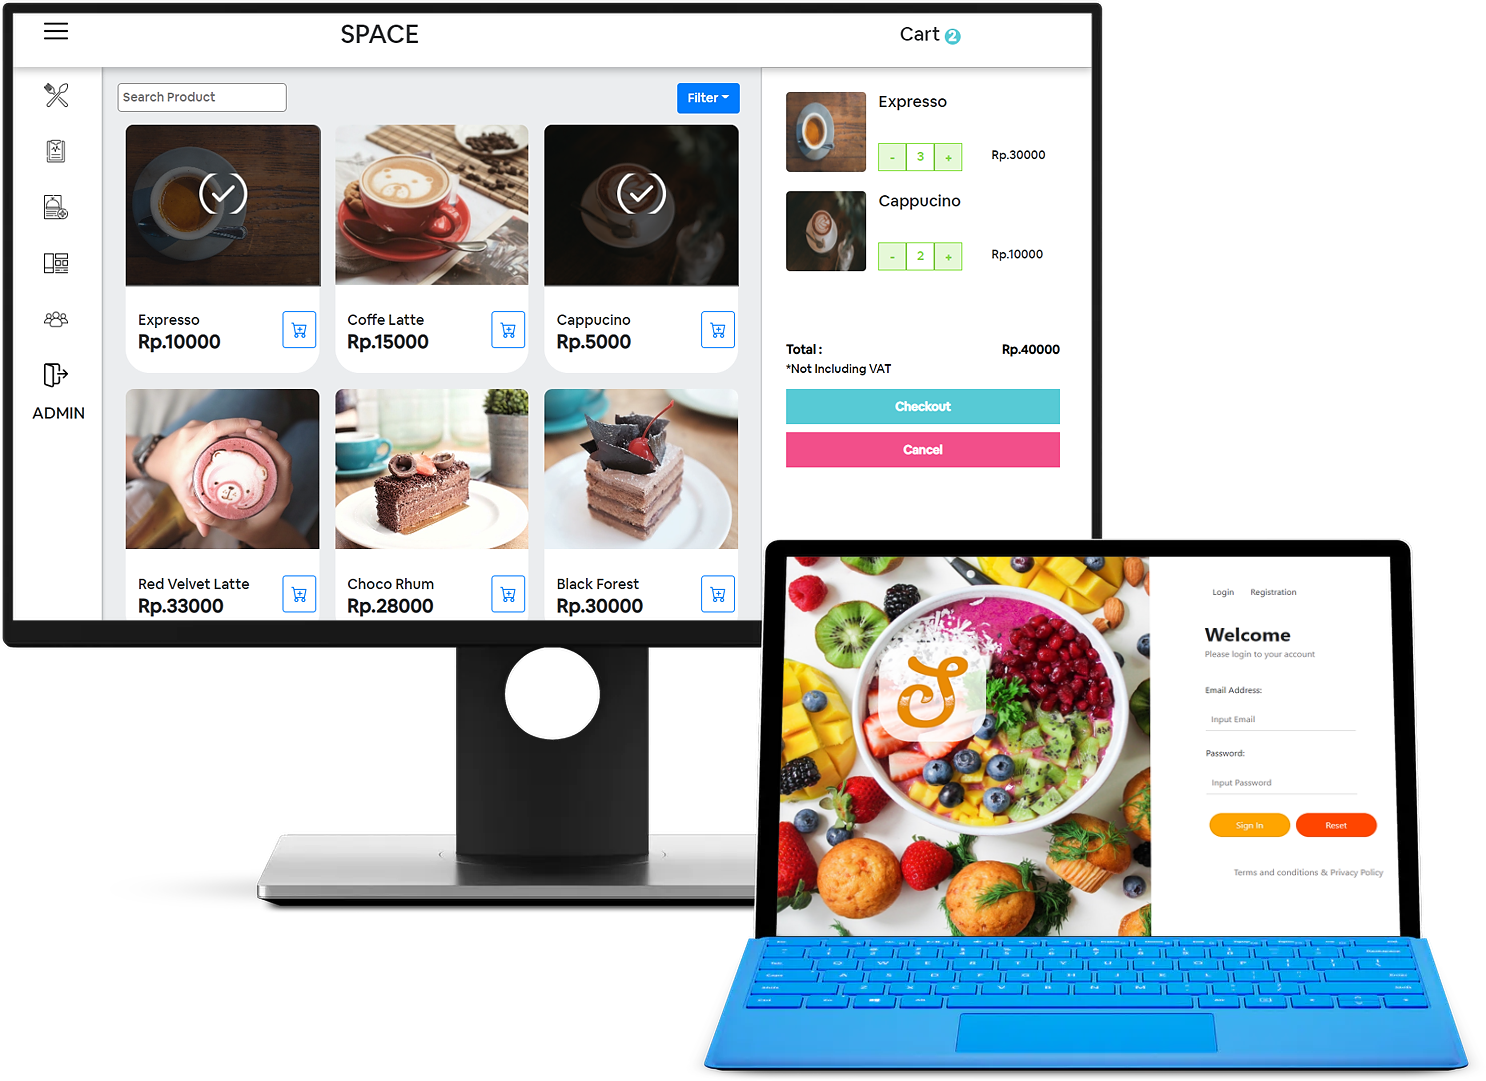 SPACE
Cart 2
Search Product
Filter
Expresso
Rp.10000
Coffe Latte
Rp.15000
Cappucino
Rp.5000
Red Velvet Latte
Rp.33000
Choco Rhum
Rp.28000
Black Forest
Rp.30000
ADMIN
Expresso
- 3 +
Rp.30000
Cappucino
- 2 +
Rp.10000
Total :
Rp.40000
*Not Including VAT
Checkout
Cancel
Login
Registration
Welcome
Please login to your account
Email Address:
Input Email
Password:
Input Password
Sign In
Reset
Terms and conditions & Privacy Policy
Q W E R T Y U I O P
A S D F G H J K L
Z X C V B N M